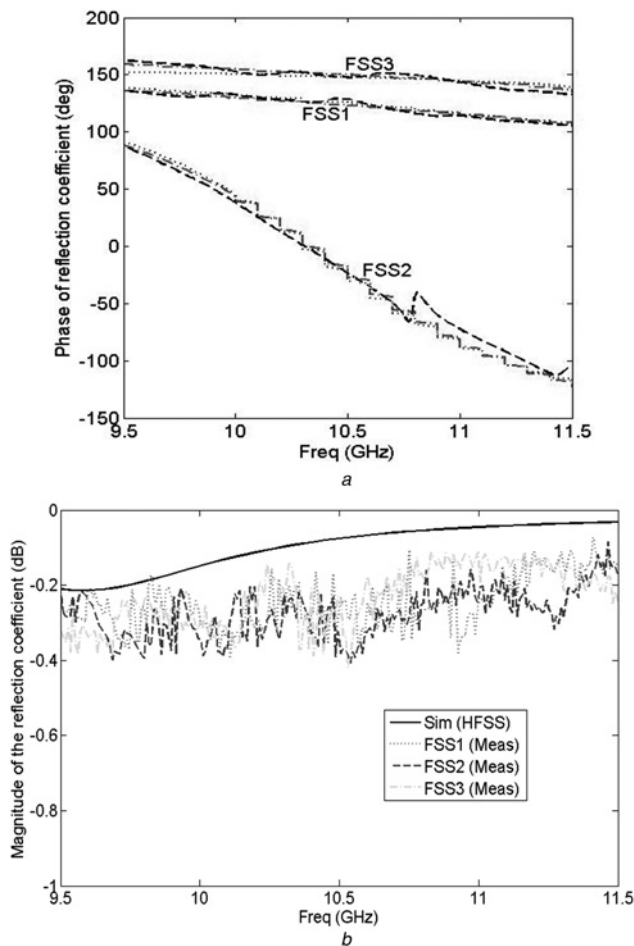 200
150
100
50
0
-50
-100
-150
Phase of reflection coefficient (deg)
FSS3
FSS1
FSS2
9.5 10 10.5 11 11.5
Freq (GHz)
a
0
-0.2
-0.4
-0.6
-0.8
-1
Magnitude of the reflection coefficient (dB)
Sim (HFSS)
FSS1 (Meas)
FSS2 (Meas)
FSS3 (Meas)
9.5 10 10.5 11 11.5
Freq (GHz)
b